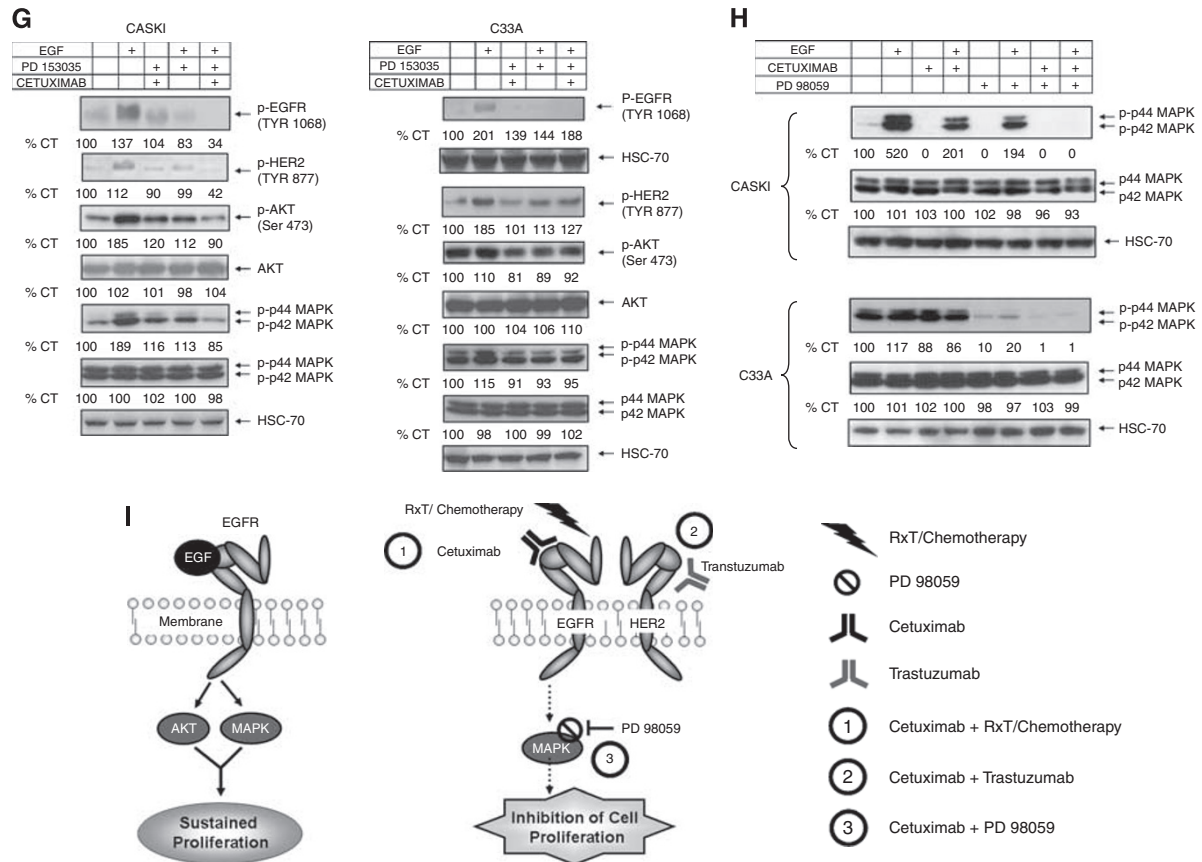 G
CASKI
EGF + + +
PD 153035 + + +
CETUXIMAB + +
p-EGFR
(TYR 1068)
% CT 100 137 104 83 34
p-HER2
(TYR 877)
% CT 100 112 90 99 42
p-AKT
(Ser 473)
% CT 100 185 120 112 90
AKT
% CT 100 102 101 98 104
p-p44 MAPK
p-p42 MAPK
% CT 100 189 116 113 85
p-p44 MAPK
p-p42 MAPK
% CT 100 100 102 100 98
HSC-70
C33A
EGF + + +
PD 153035 + + +
CETUXIMAB + +
P-EGFR
(TYR 1068)
% CT 100 201 139 144 188
HSC-70
p-HER2
(TYR 877)
% CT 100 185 101 113 127
p-AKT
(Ser 473)
% CT 100 110 81 89 92
AKT
% CT 100 100 104 106 110
p-p44 MAPK
p-p42 MAPK
% CT 100 115 91 93 95
p44 MAPK
p42 MAPK
% CT 100 98 100 99 102
HSC-70
H
EGF + + + +
CETUXIMAB + + + +
PD 98059 + + + +
CASKI
p-p44 MAPK
p-p42 MAPK
% CT 100 520 0 201 0 194 0 0
p44 MAPK
p42 MAPK
% CT 100 101 103 100 102 98 96 93
HSC-70
C33A
p-p44 MAPK
p-p42 MAPK
% CT 100 117 88 86 10 20 1 1
p44 MAPK
p42 MAPK
% CT 100 101 102 100 98 97 103 99
HSC-70
I
EGFR
EGF
Membrane
AKT
MAPK
Sustained
Proliferation
RxT/ Chemotherapy
1
Cetuximab
2
Trastuzumab
EGFR
HER2
PD 98059
MAPK
3
Inhibition of Cell
Proliferation
RxT/Chemotherapy
PD 98059
Cetuximab
Trastuzumab
1 Cetuximab + RxT/Chemotherapy
2 Cetuximab + Trastuzumab
3 Cetuximab + PD 98059